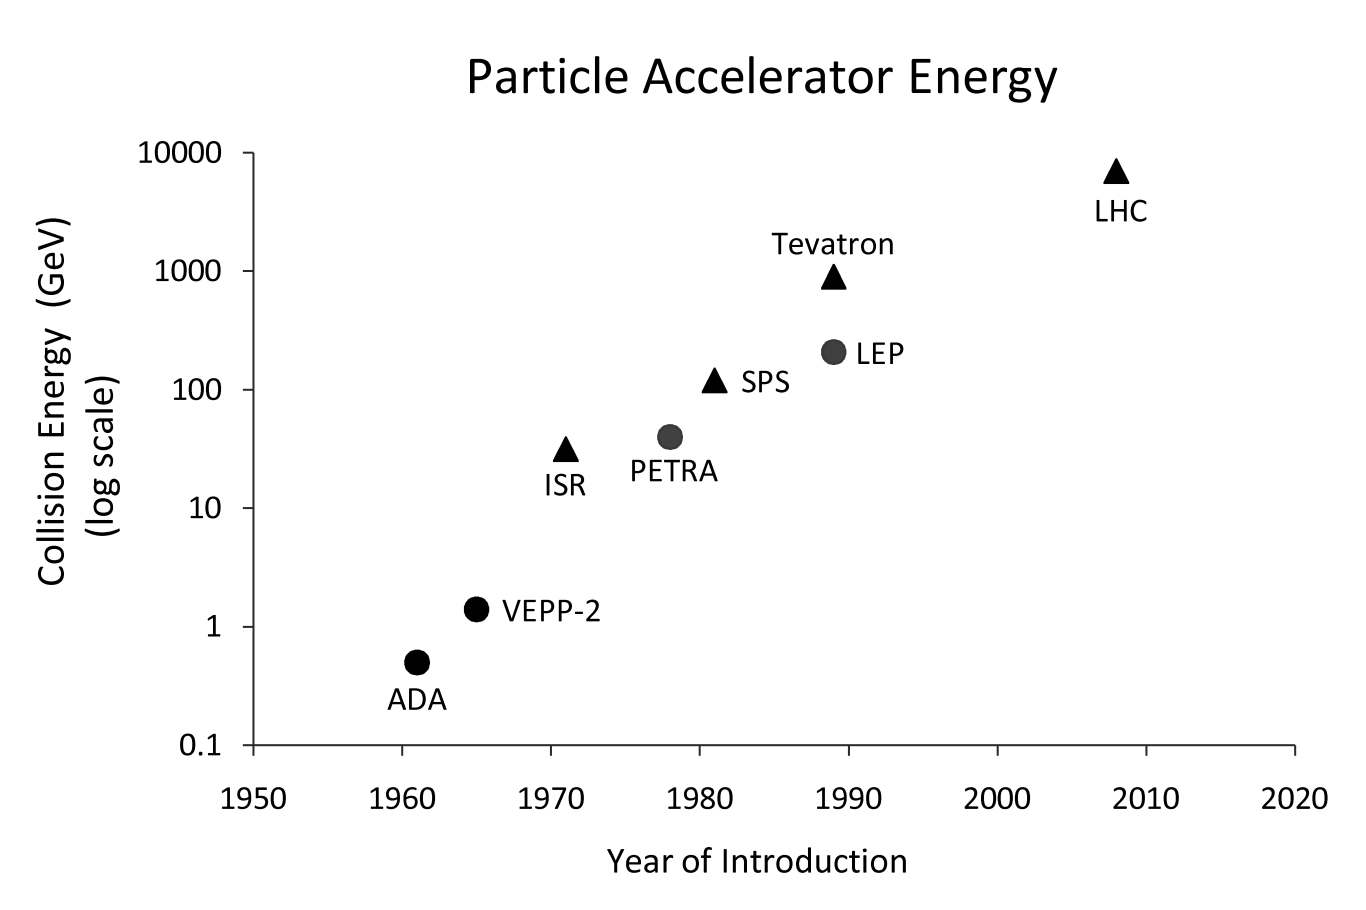 Particle Accelerator Energy
Collision Energy (GeV)
(log scale)
10000
1000
100
10
1
0.1
LHC
Tevatron
LEP
SPS
PETRA
ISR
VEPP-2
ADA
1950 1960 1970 1980 1990 2000 2010 2020
Year of Introduction